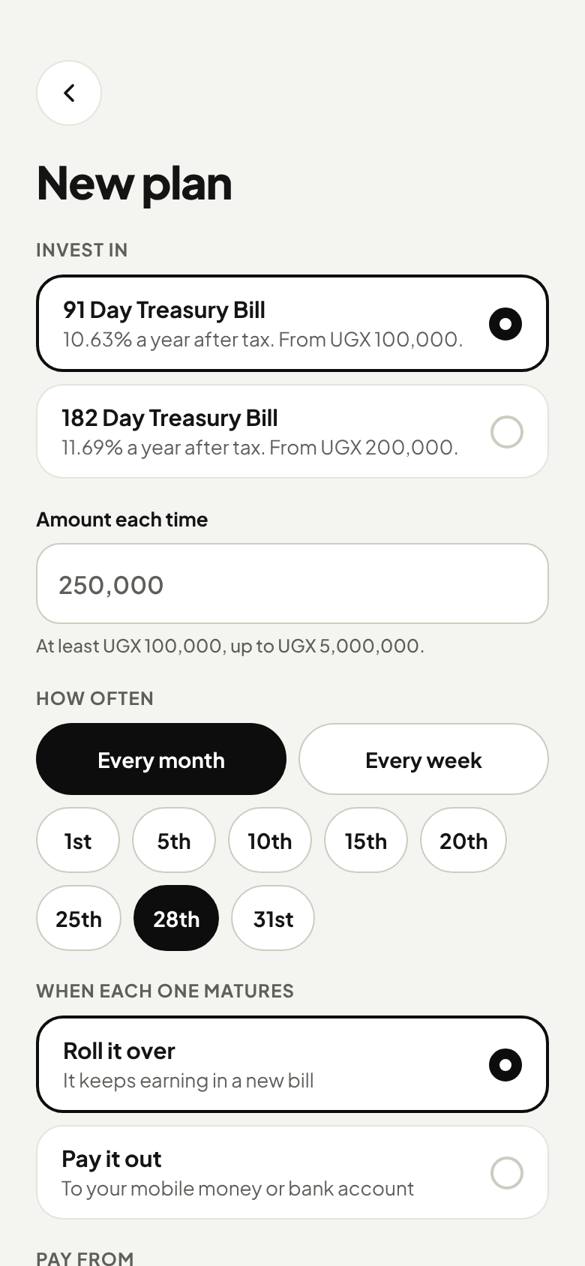 New plan
INVEST IN
91 Day Treasury Bill
10.63% a year after tax. From UGX 100,000.
182 Day Treasury Bill
11.69% a year after tax. From UGX 200,000.
Amount each time
250,000
At least UGX 100,000, up to UGX 5,000,000.
HOW OFTEN
Every month Every week
1st 5th 10th 15th 20th
25th 28th 31st
WHEN EACH ONE MATURES
Roll it over
It keeps earning in a new bill
Pay it out
To your mobile money or bank account
PAY FROM